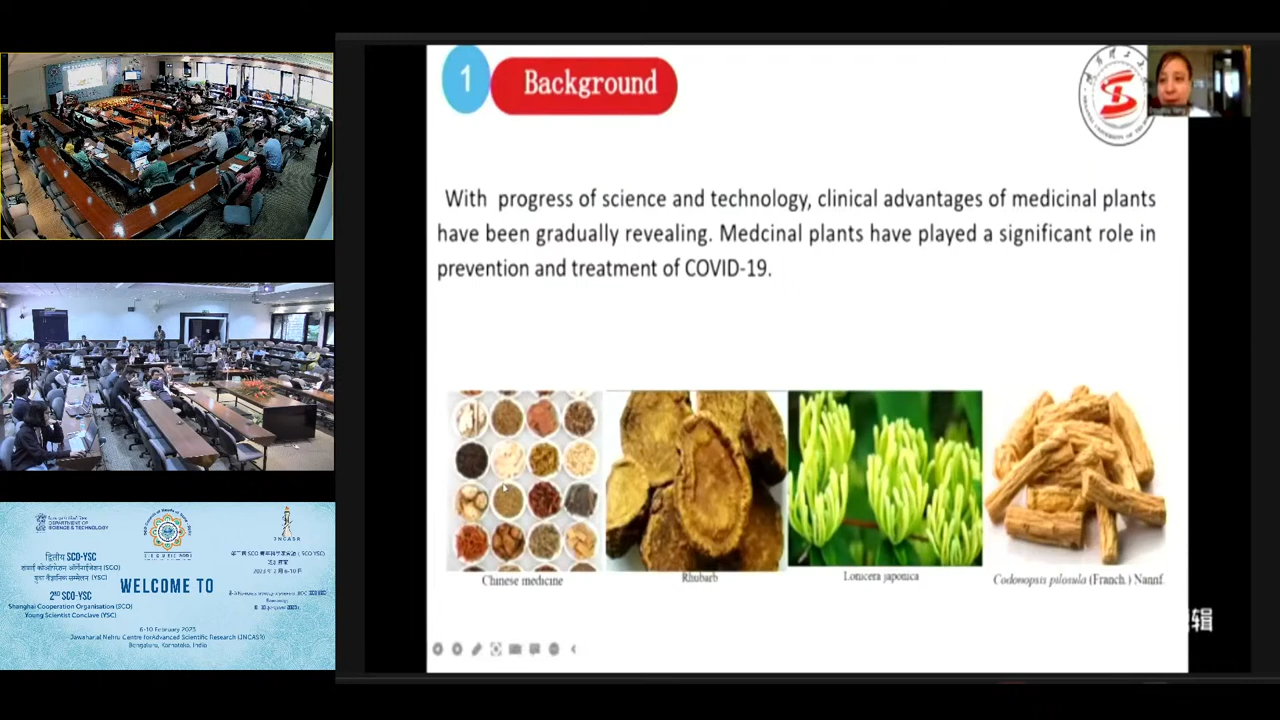 1
Background
With progress of science and technology, clinical advantages of medicinal plants
have been gradually revealing. Medcinal plants have played a significant role in
prevention and treatment of COVID-19.
Chinese medicine
Rhubarb
Lonicera japonica
Codonopsis pilosula (Franch.) Nannf.
辑
DEPARTMENT OF
SCIENCE & TECHNOLOGY
JNCASR
द्वितीय SCO-YSC
2ND SCO-YSC
Shanghai Cooperation Organisation (SCO)
Young Scientist Conclave (YSC)
WELCOME TO
6-10 February 2023
Jawaharlal Nehru Centre for Advanced Scientific Research (JNCASR)
Bengaluru, Karnataka, India